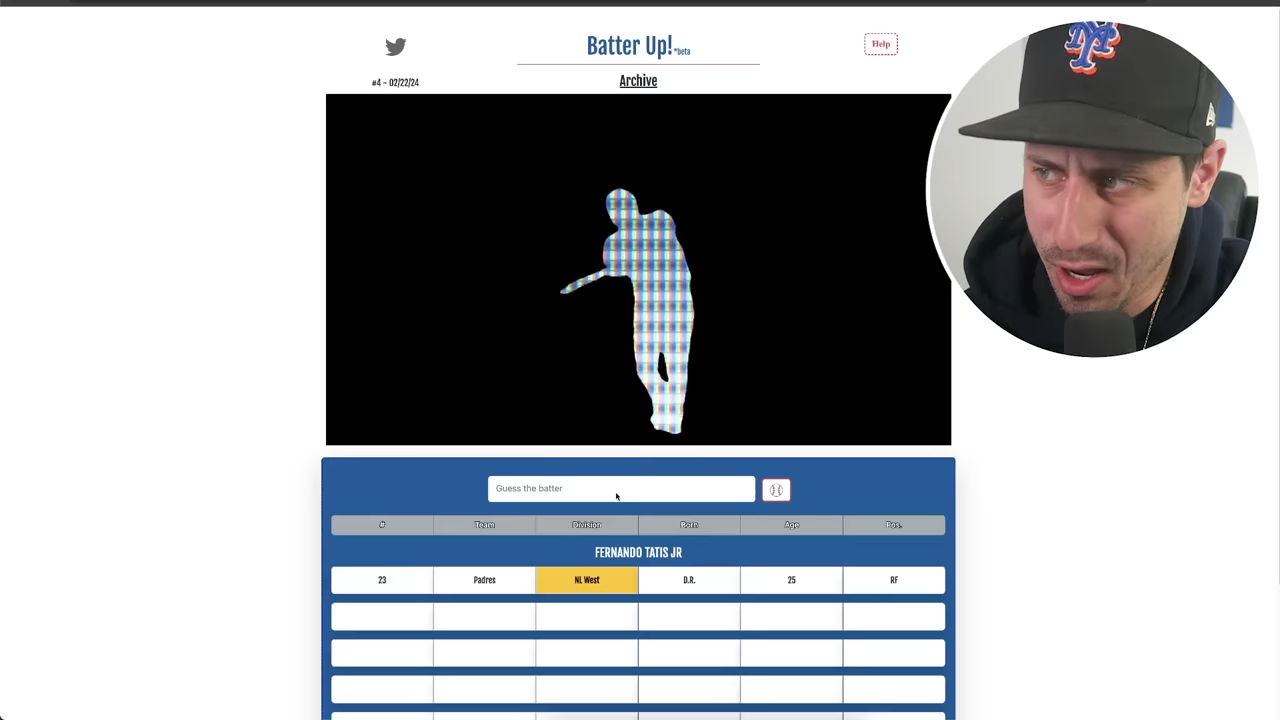 Batter Up! *beta
Help
#4 - 02/22/24
Archive
Guess the batter
# Team Division Born Age Pos.
FERNANDO TATIS JR
23 Padres NL West D.R. 25 RF
NY